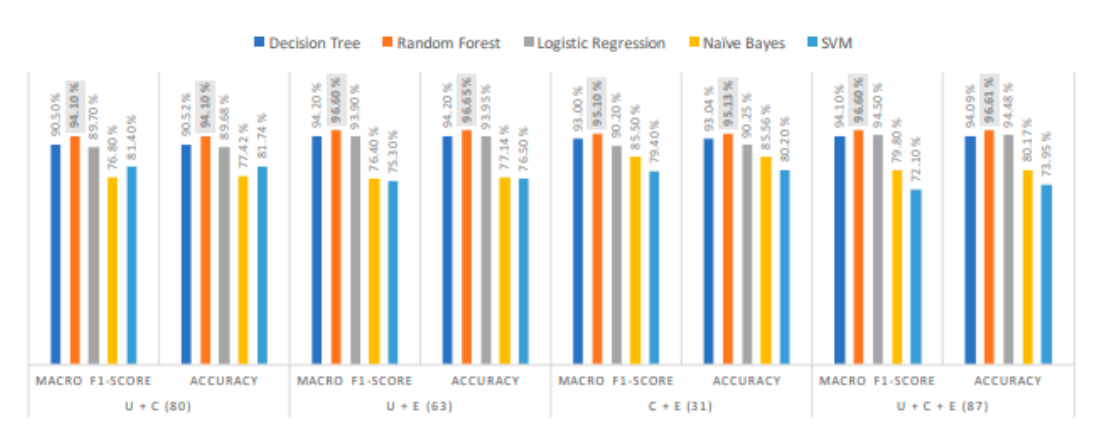 Decision Tree Random Forest Logistic Regression Naïve Bayes SVM
90.50% 94.10% 89.70% 76.80% 81.40% 90.52% 94.10% 89.68% 77.42% 81.74% 94.20% 96.60% 93.90% 76.40% 75.30% 94.20% 96.65% 93.95% 77.14% 76.50% 93.00% 95.10% 90.20% 85.50% 79.40% 93.04% 95.13% 90.25% 85.56% 80.20% 94.10% 96.60% 94.50% 79.80% 72.10% 94.09% 96.61% 94.48% 80.17% 73.95%
MACRO F1-SCORE ACCURACY MACRO F1-SCORE ACCURACY MACRO F1-SCORE ACCURACY MACRO F1-SCORE ACCURACY
U + C (80) U + E (63) C + E (31) U + C + E (87)